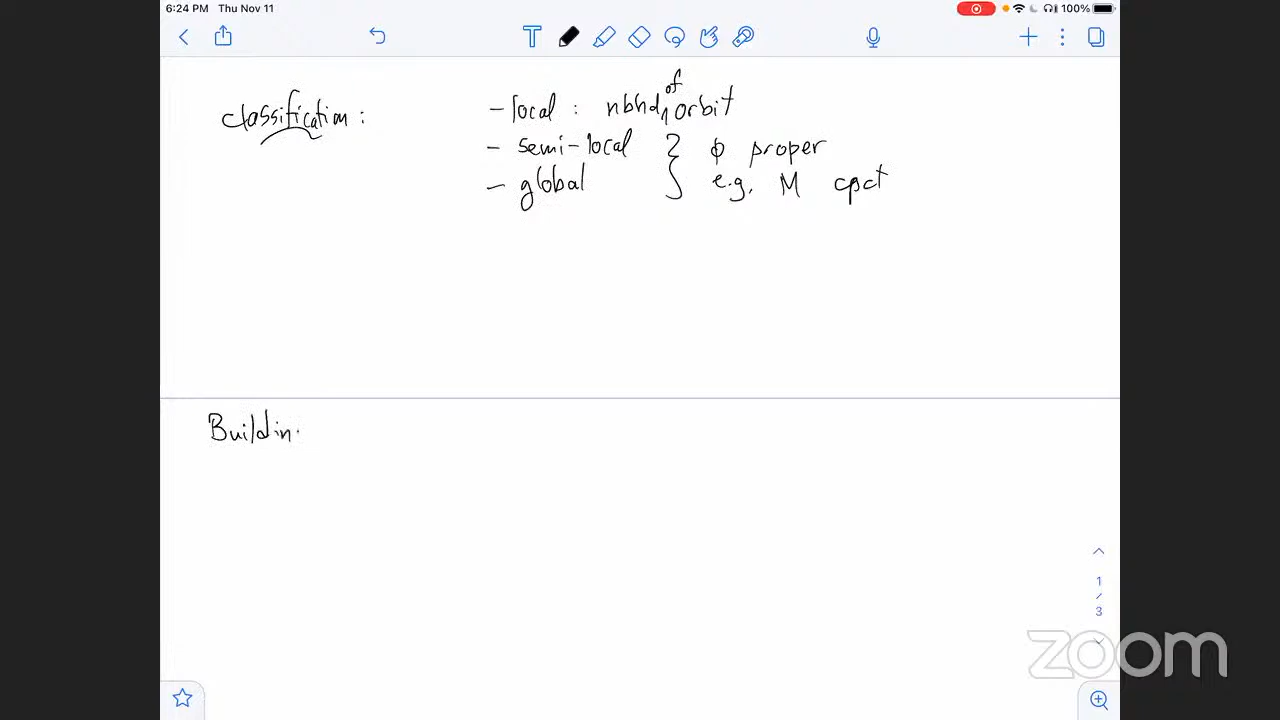 6:24 PM Thu Nov 11
100%
T
of
classification: - local : nbhd orbit
- semi-local } ϕ proper
- global e.g. M cpct
Buildin
1
/
3
zoom